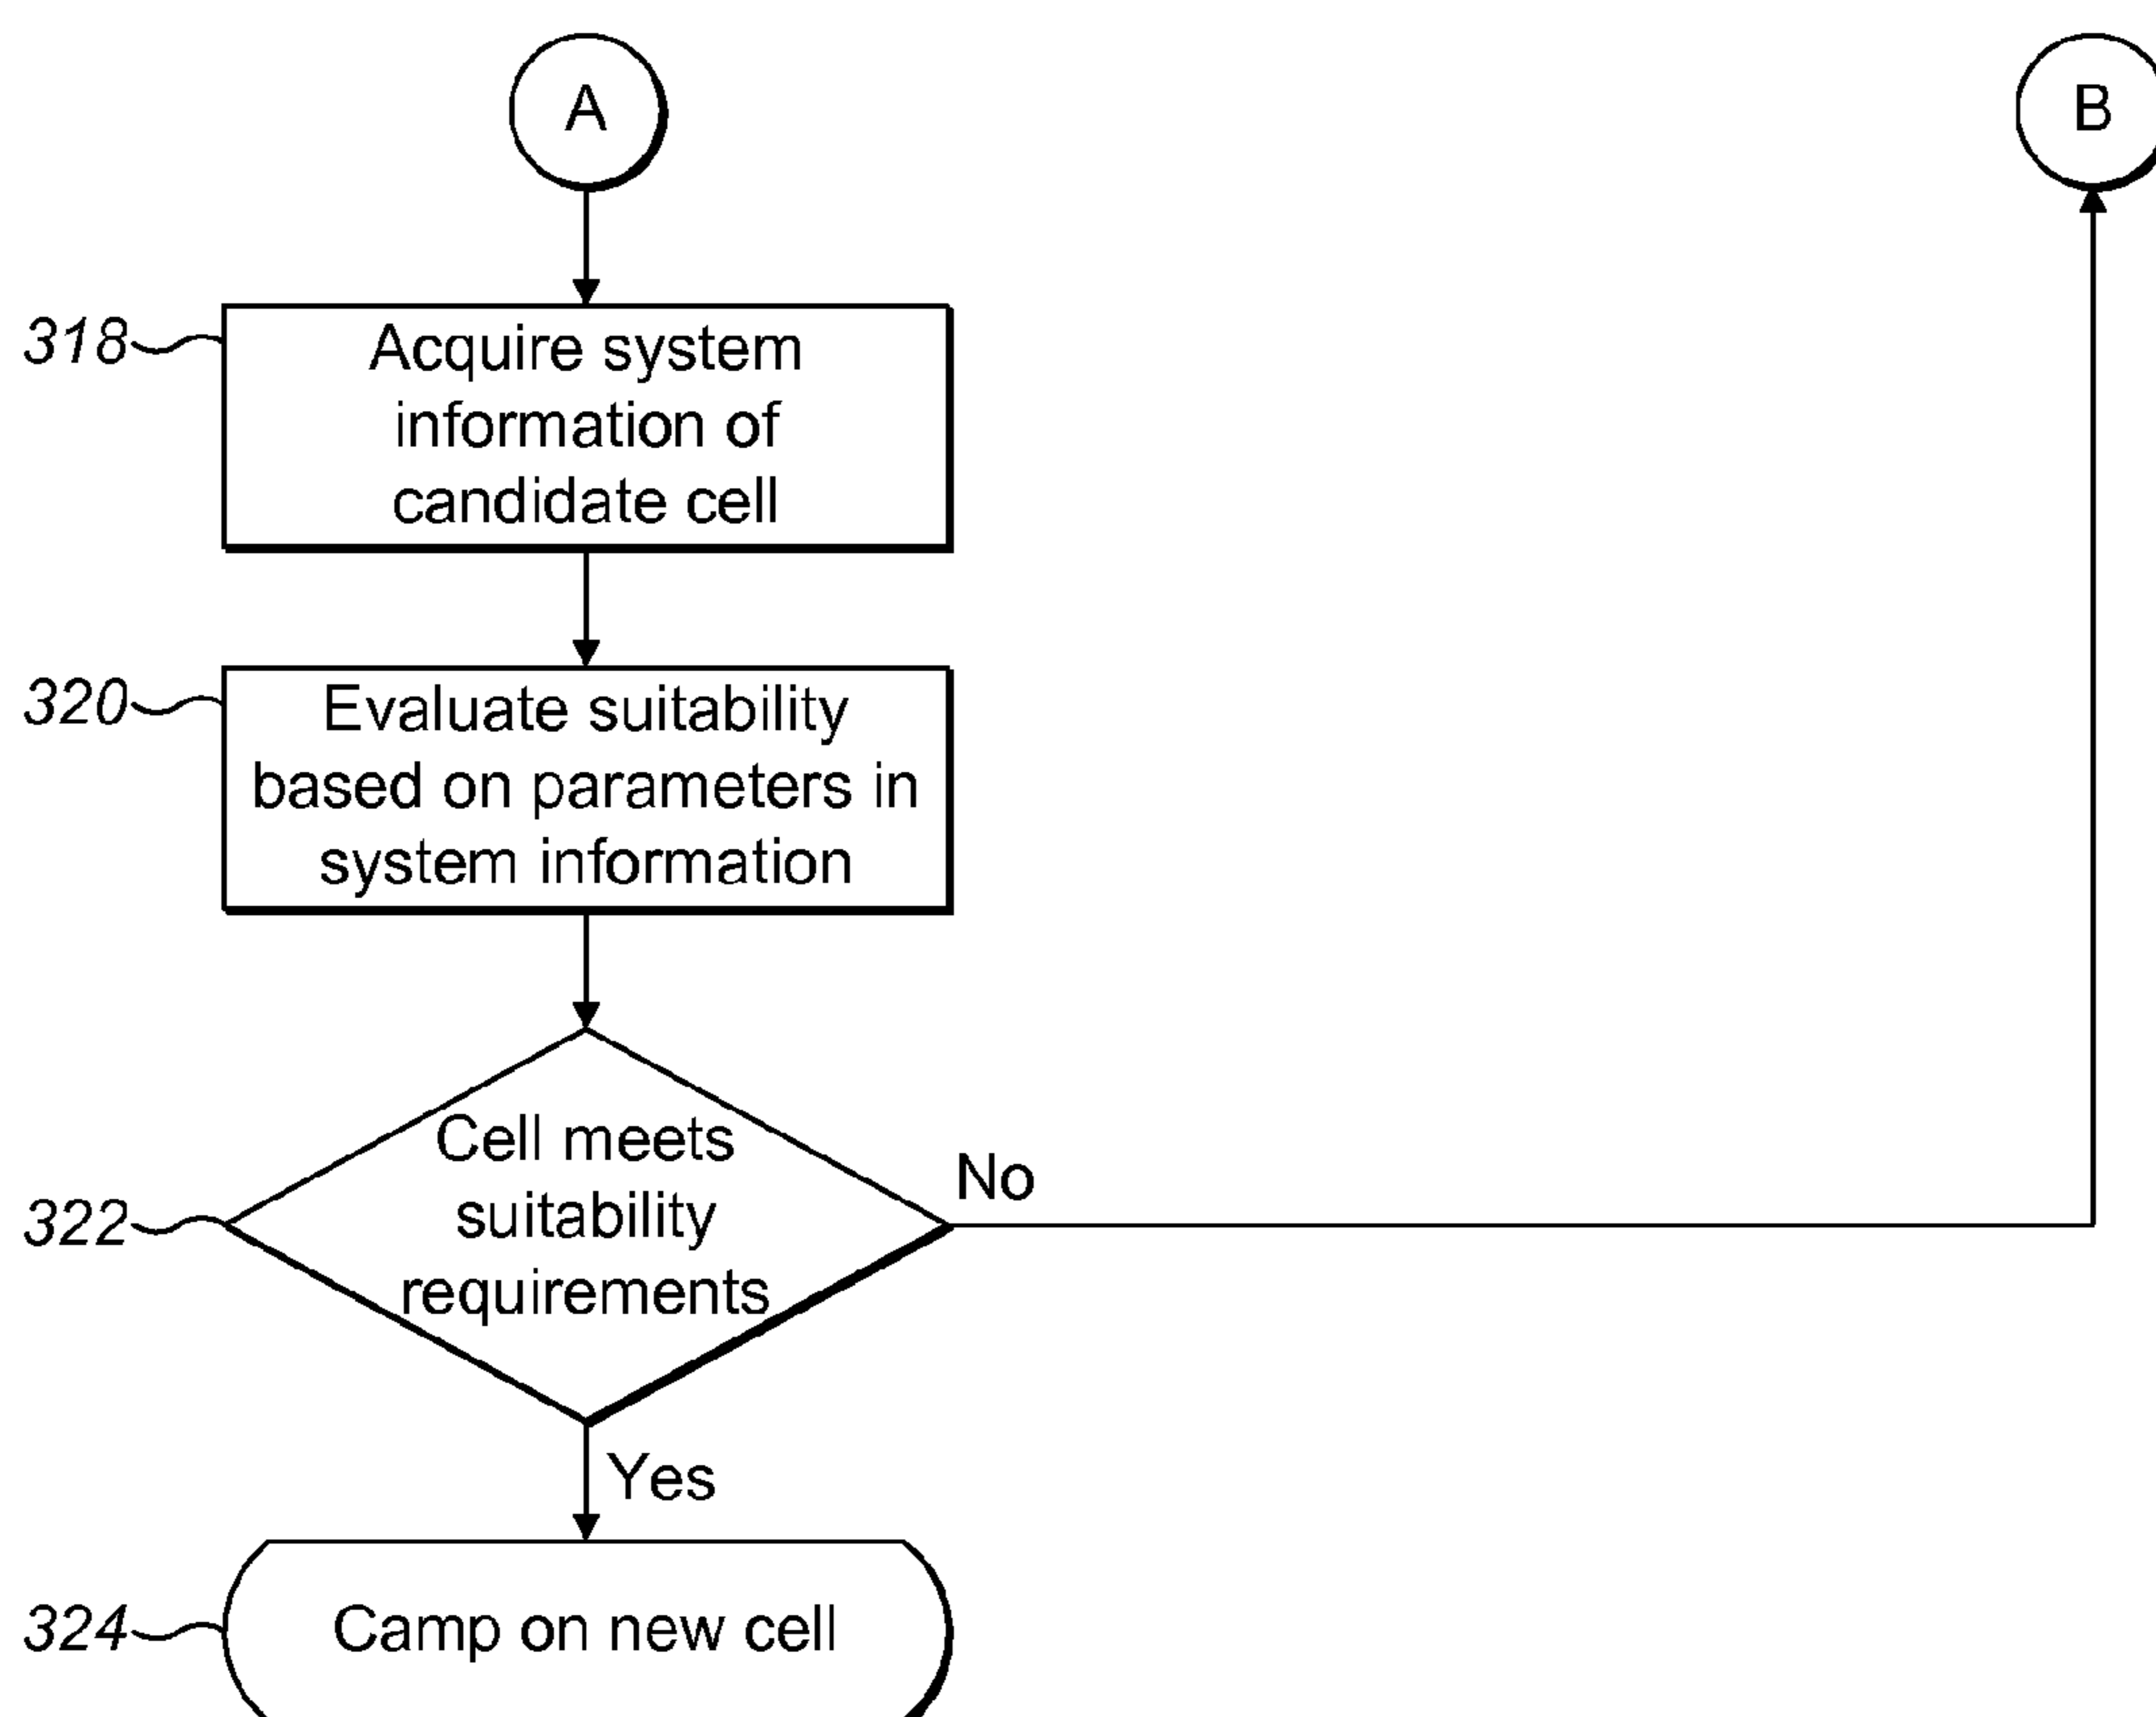 A
B
318
Acquire system
information of
candidate cell
320
Evaluate suitability
based on parameters in
system information
322
Cell meets
suitability
requirements
No
Yes
324
Camp on new cell